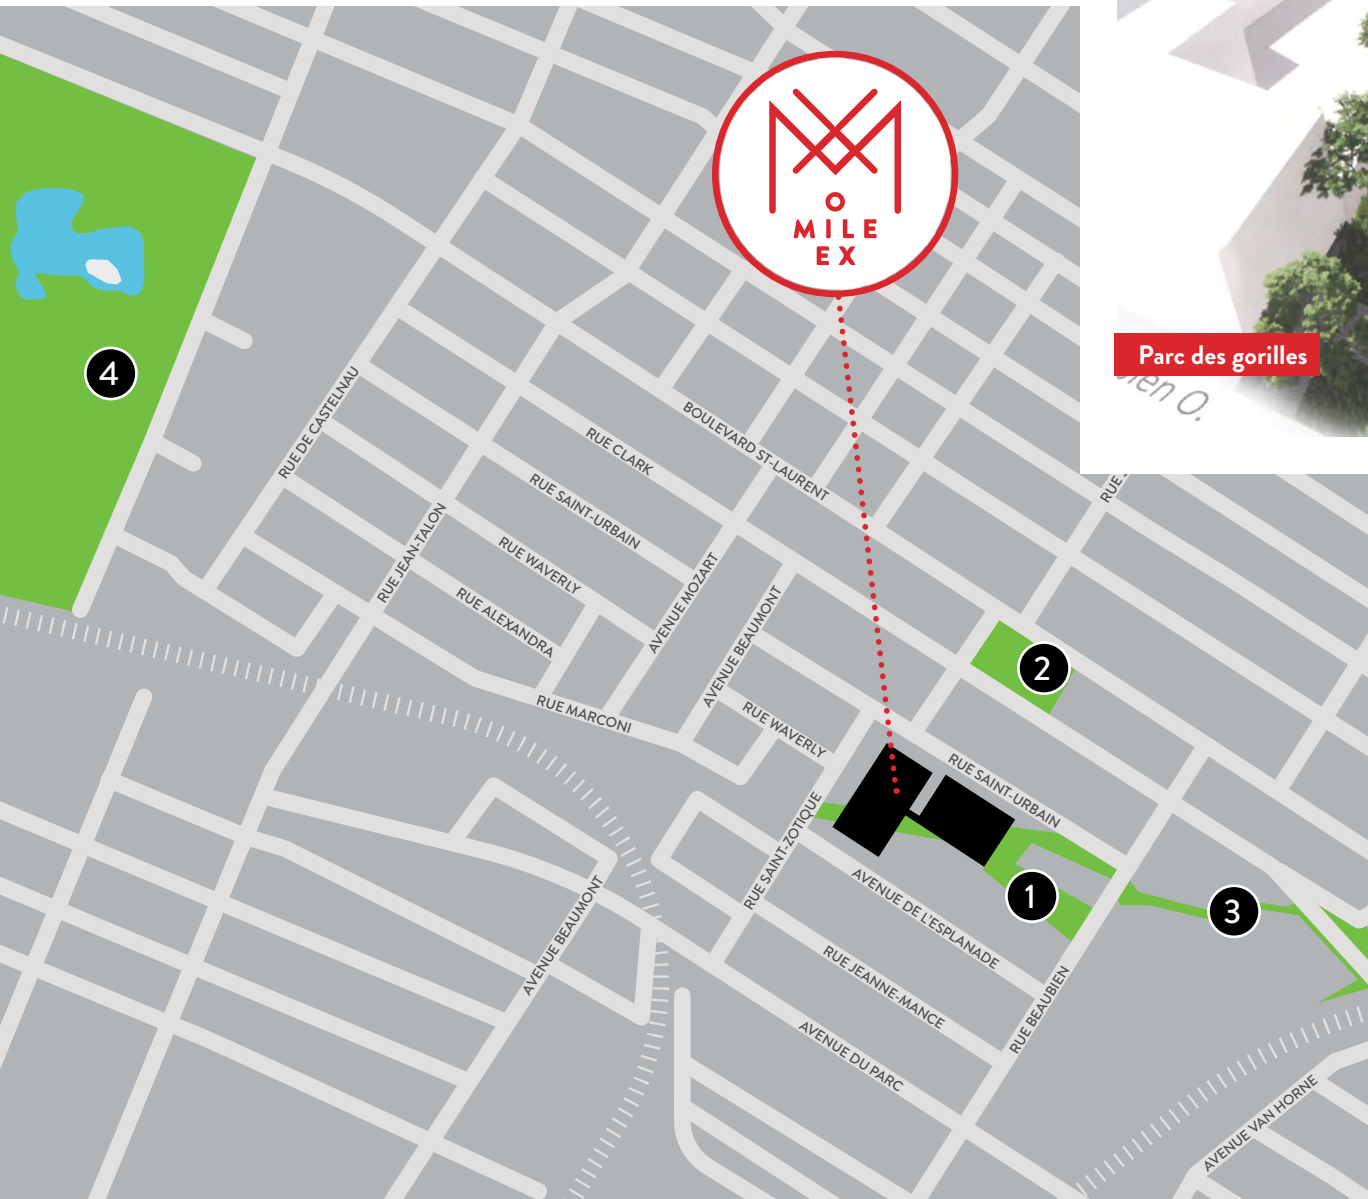 O
MILE
EX
Parc des gorilles
O.
4
RUE DE CASTELNAU
RUE CLARK
BOULEVARD ST-LAURENT
RUE SAINT-URBAIN
RUE JEAN-TALON
RUE WAVERLY
RUE ALEXANDRA
AVENUE MOZART
AVENUE BEAUMONT
RUE MARCONI
2
RUE WAVERLY
RUE SAINT-URBAIN
RUE SAINT-ZOTIQUE
1
3
AVENUE DE L'ESPLANADE
AVENUE BEAUMONT
RUE JEANNE-MANCE
RUE BEAUBIEN
AVENUE DU PARC
AVENUE VAN HORNE